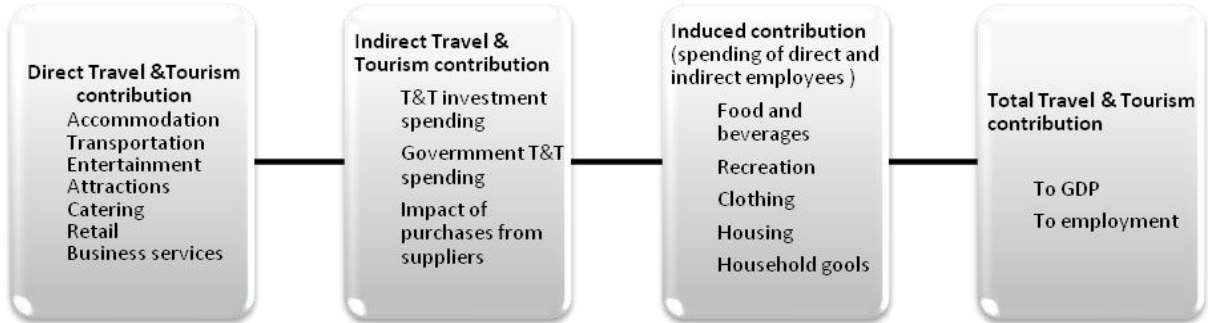 Direct Travel &Tourism
contribution
Accommodation
Transportation
Entertainment
Attractions
Catering
Retail
Business services
Indirect Travel &
Tourism contribution
T&T investment
spending
Government T&T
spending
Impact of
purchases from
suppliers
Induced contribution
(spending of direct and
indirect employees )
Food and
beverages
Recreation
Clothing
Housing
Household gools
Total Travel & Tourism
contribution
To GDP
To employment